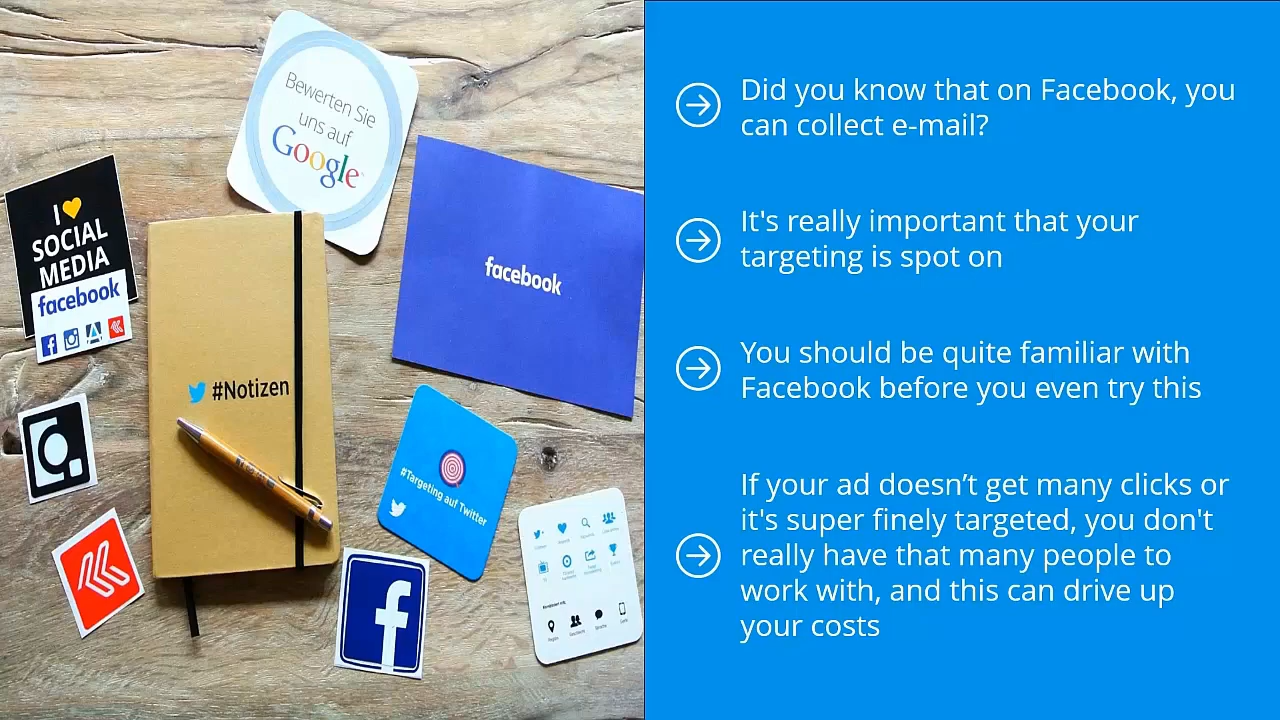 Bewerten Sie
uns auf
Google
I
SOCIAL
MEDIA
facebook
facebook
#Notizen
#Targeting auf Twitter
Did you know that on Facebook, you
can collect e-mail?
It's really important that your
targeting is spot on
You should be quite familiar with
Facebook before you even try this
If your ad doesn’t get many clicks or
it's super finely targeted, you don't
really have that many people to
work with, and this can drive up
your costs